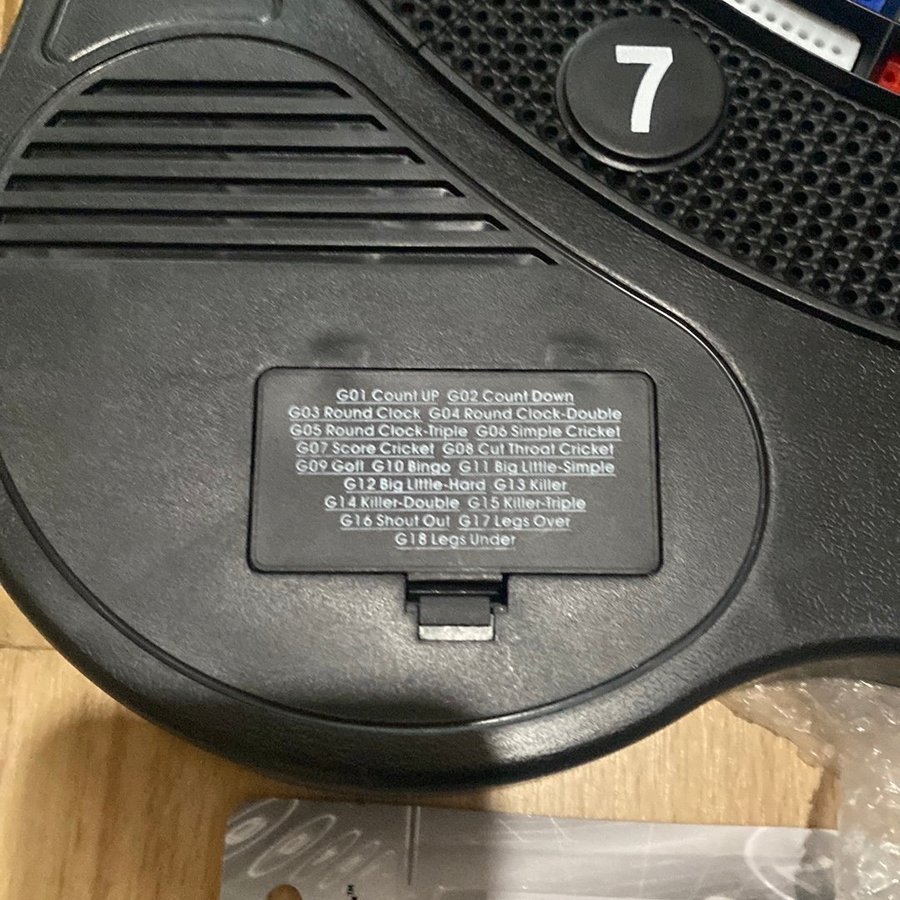 7
G01 Count UP G02 Count Down
G03 Round Clock G04 Round Clock-Double
G05 Round Clock-Triple G06 Simple Cricket
G07 Score Cricket G08 Cut Throat Cricket
G09 Golf G10 Bingo G11 Big Little-Simple
G12 Big Little-Hard G13 Killer
G14 Killer-Double G15 Killer-Triple
G16 Shout Out G17 Legs Over
G18 Legs Under